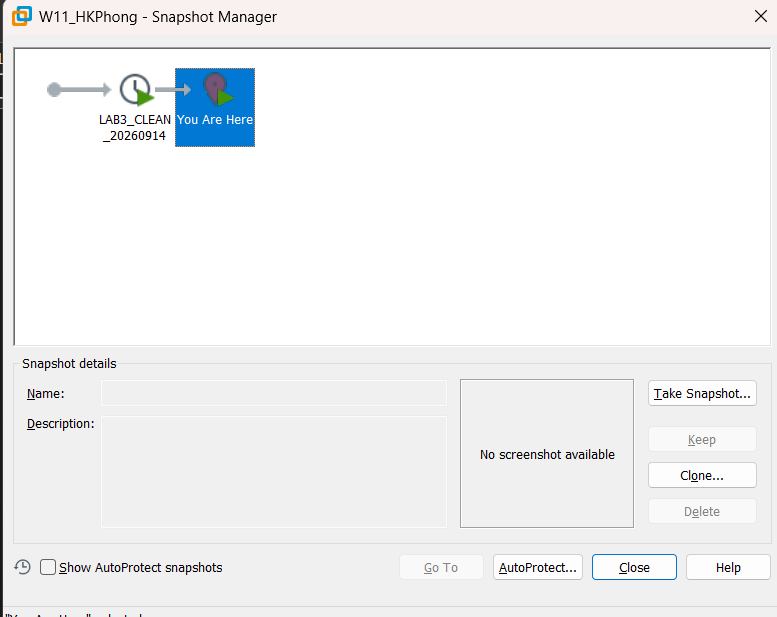 W11_HKPhong - Snapshot Manager
LAB3_CLEAN
_20260914
You Are Here
Snapshot details
Name:
Description:
No screenshot available
Take Snapshot...
Keep
Clone...
Delete
Show AutoProtect snapshots
Go To
AutoProtect...
Close
Help